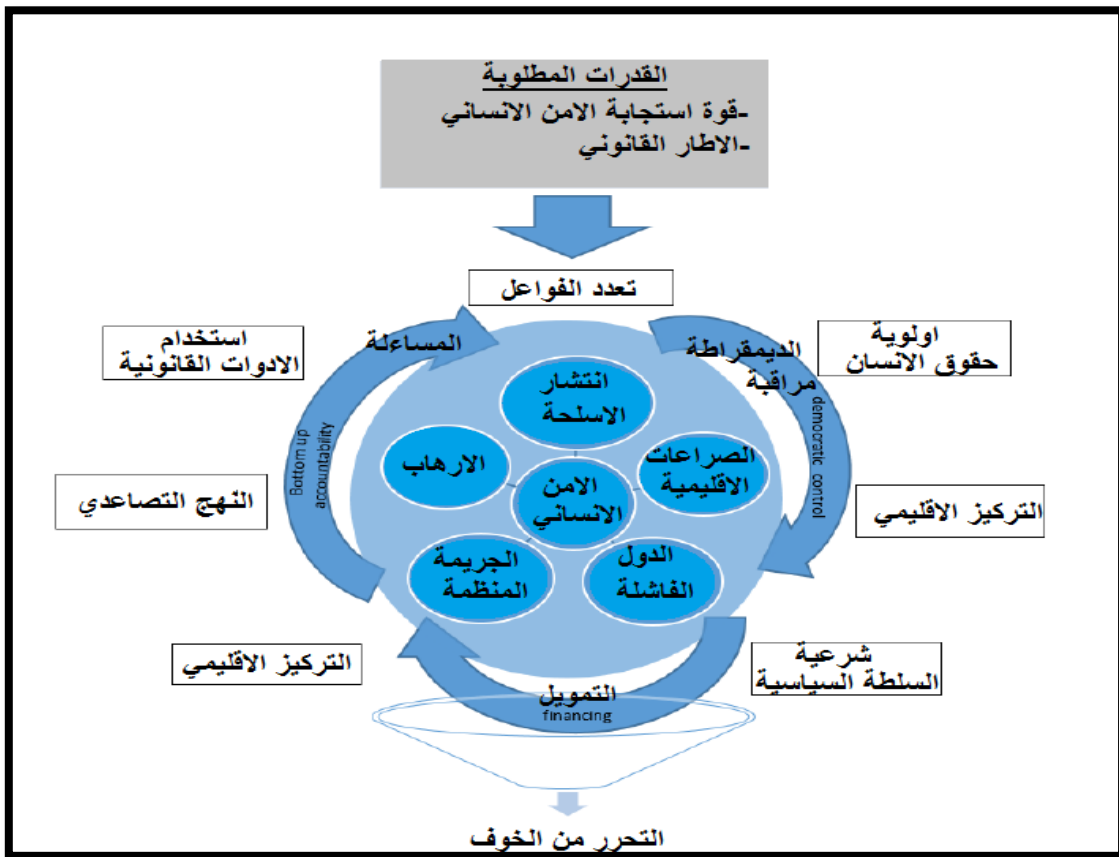 القدرات المطلوبة
-قوة استجابة الامن الانساني
-الاطار القانوني
تعدد الفواعل
استخدام
الادوات القانونية
المساءلة
الديمقراطة
مراقبة
اولوية
حقوق الانسان
democratic control
Bottom up
accountability
انتشار
الاسلحة
الصراعات
الاقليمية
الارهاب
الامن
الانساني
النهج التصاعدي
التركيز الاقليمي
الدول
الفاشلة
الجريمة
المنظمة
شرعية
السلطة السياسية
التركيز الاقليمي
التمويل
financing
التحرر من الخوف